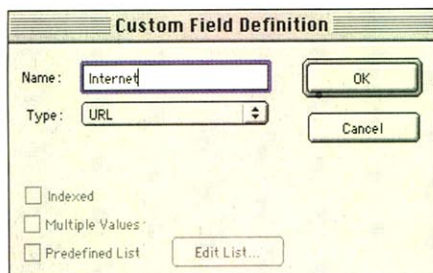 Custom Field Definition
Name: Internet
OK
Type: URL
Cancel
Indexed
Multiple Values
Predefined List
Edit List...